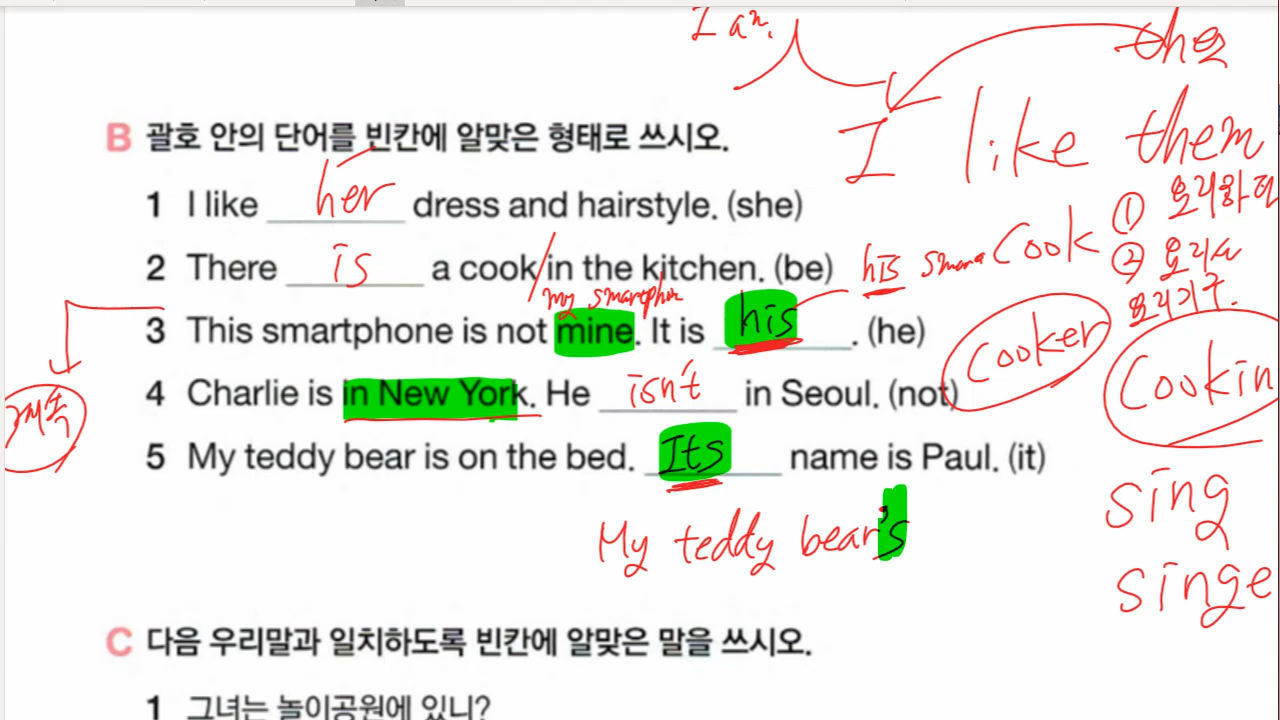 I am.
I like them
B 괄호 안의 단어를 빈칸에 알맞은 형태로 쓰시오.
1 I like her dress and hairstyle. (she)
① 요리하다
2 There is a cook in the kitchen. (be)
his Cook
② 요리사
요리기구.
my
3 This smartphone is not mine. It is his. (he)
Cooker
4 Charlie is in New York. He isn't in Seoul. (not)
Cookin
5 My teddy bear is on the bed. Its name is Paul. (it)
sing
My teddy bear's
singe
C 다음 우리말과 일치하도록 빈칸에 알맞은 말을 쓰시오.
1 그녀는 놀이공원에 있니?